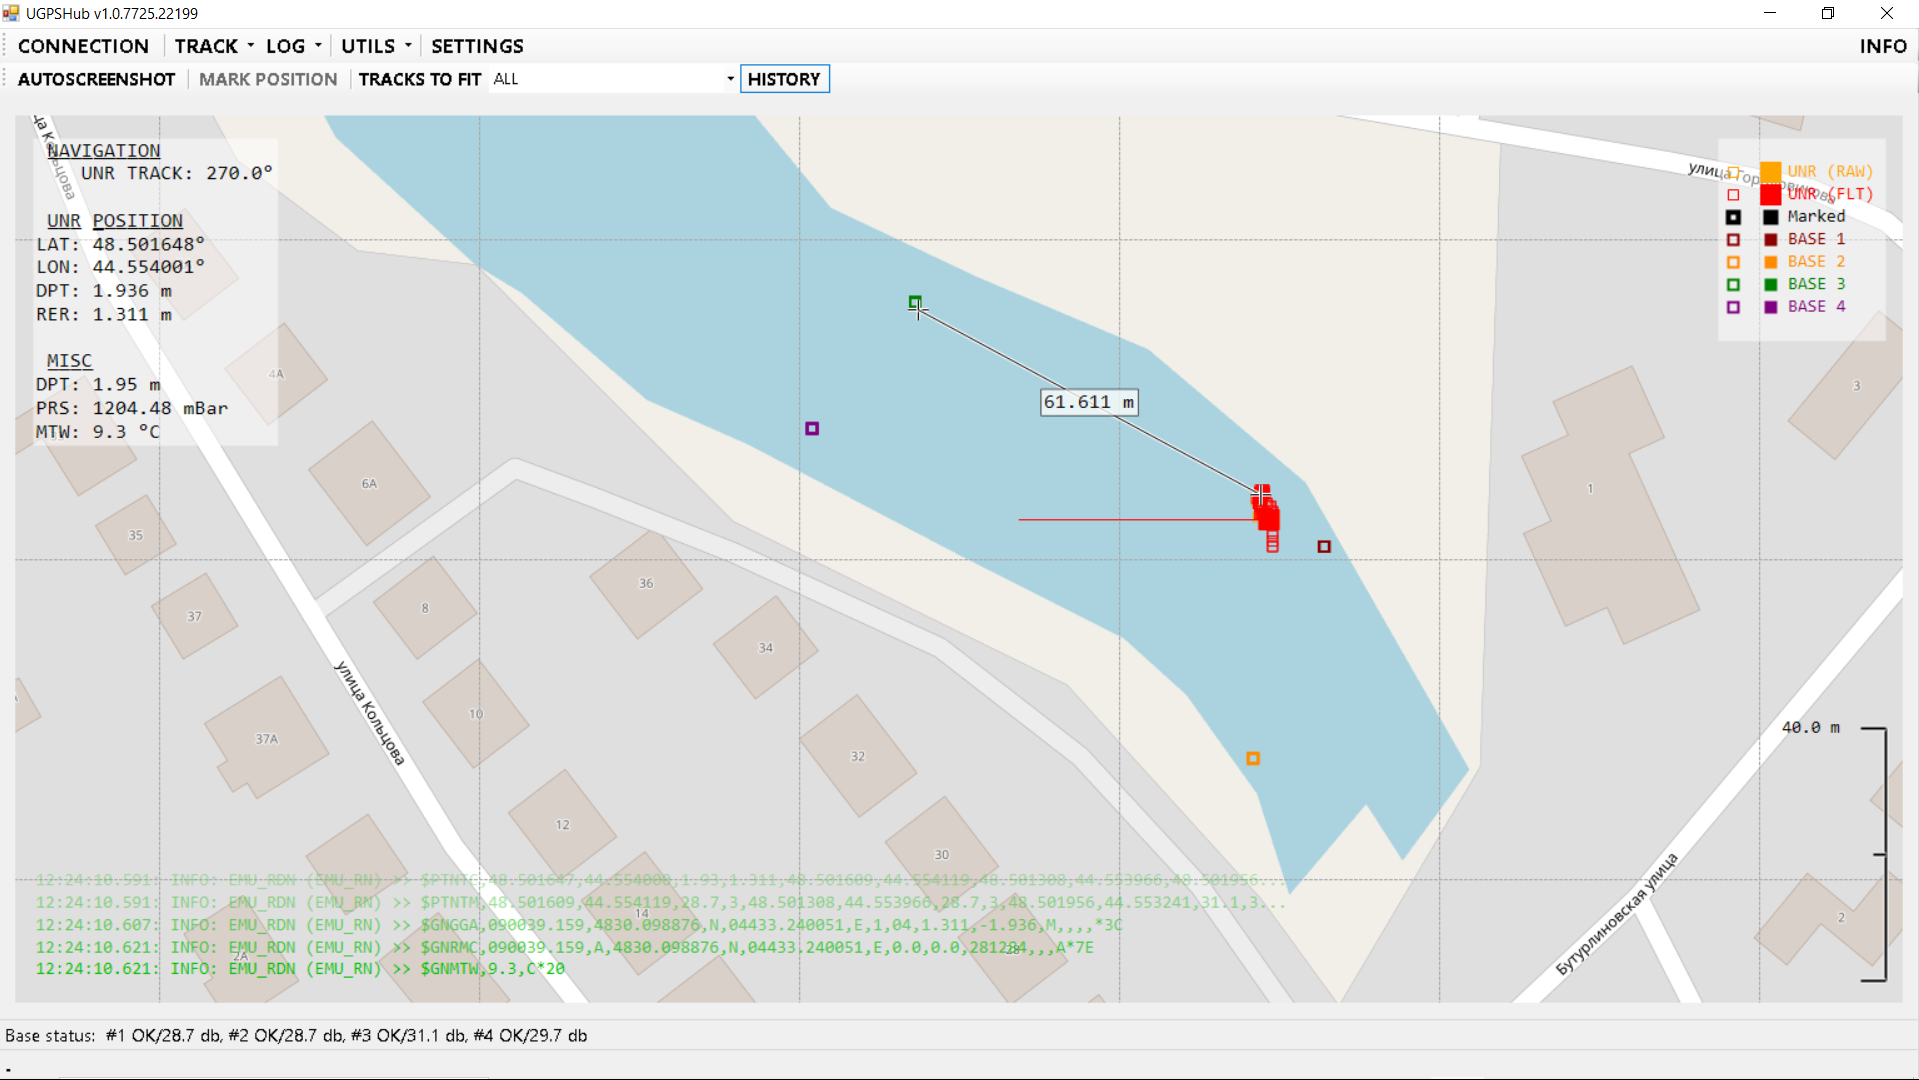 UGPSHub v1.0.7725.22199
CONNECTION TRACK LOG UTILS SETTINGS INFO
AUTOSCREENSHOT MARK POSITION TRACKS TO FIT ALL HISTORY
NAVIGATION
UNR TRACK: 270.0°
UNR POSITION
LAT: 48.501648°
LON: 44.554001°
DPT: 1.936 m
RER: 1.311 m
MISC
DPT: 1.95 m
PRS: 1204.48 mBar
MTW: 9.3 °C
UNR (RAW)
UNR (FLT)
Marked
BASE 1
BASE 2
BASE 3
BASE 4
улица
61.611 m
40.0 m
4А
6А
35
37
8
36
34
10
37А
32
12
30
14
2А
28
1
3
2
улица Кольцова
Бутурлиновская улица
12:24:10.591: INFO: EMU_RDN (EMU_RN) >> $PTNTC,48.501647,44.554000,1.93,1.311,48.501609,44.554119,48.501308,44.553966,48.501956...
12:24:10.591: INFO: EMU_RDN (EMU_RN) >> $PTNTM,48.501609,44.554119,28.7,3,48.501308,44.553966,28.7,3,48.501956,44.553241,31.1,3...
12:24:10.607: INFO: EMU_RDN (EMU_RN) >> $GNGGA,090039.159,4830.098876,N,04433.240051,E,1,04,1.311,-1.936,M,,,,*3C
12:24:10.621: INFO: EMU_RDN (EMU_RN) >> $GNRMC,090039.159,A,4830.098876,N,04433.240051,E,0.0,0.0,281284,,,A*7E
12:24:10.621: INFO: EMU_RDN (EMU_RN) >> $GNMTW,9.3,C*20
Base status: #1 OK/28.7 db, #2 OK/28.7 db, #3 OK/31.1 db, #4 OK/29.7 db
-